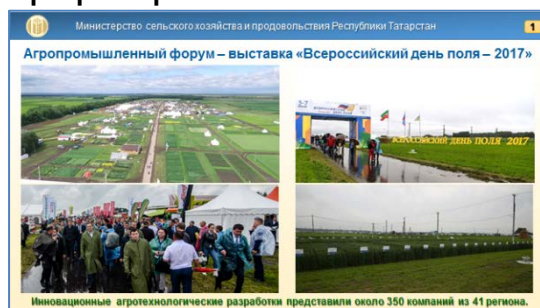 Министерство сельского хозяйства и продовольствия Республики Татарстан
1
Агропромышленный форум – выставка «Всероссийский день поля – 2017»
ВСЕРОССИЙСКИЙ ДЕНЬ ПОЛЯ 2017
Инновационные агротехнологические разработки представили около 350 компаний из 41 региона.